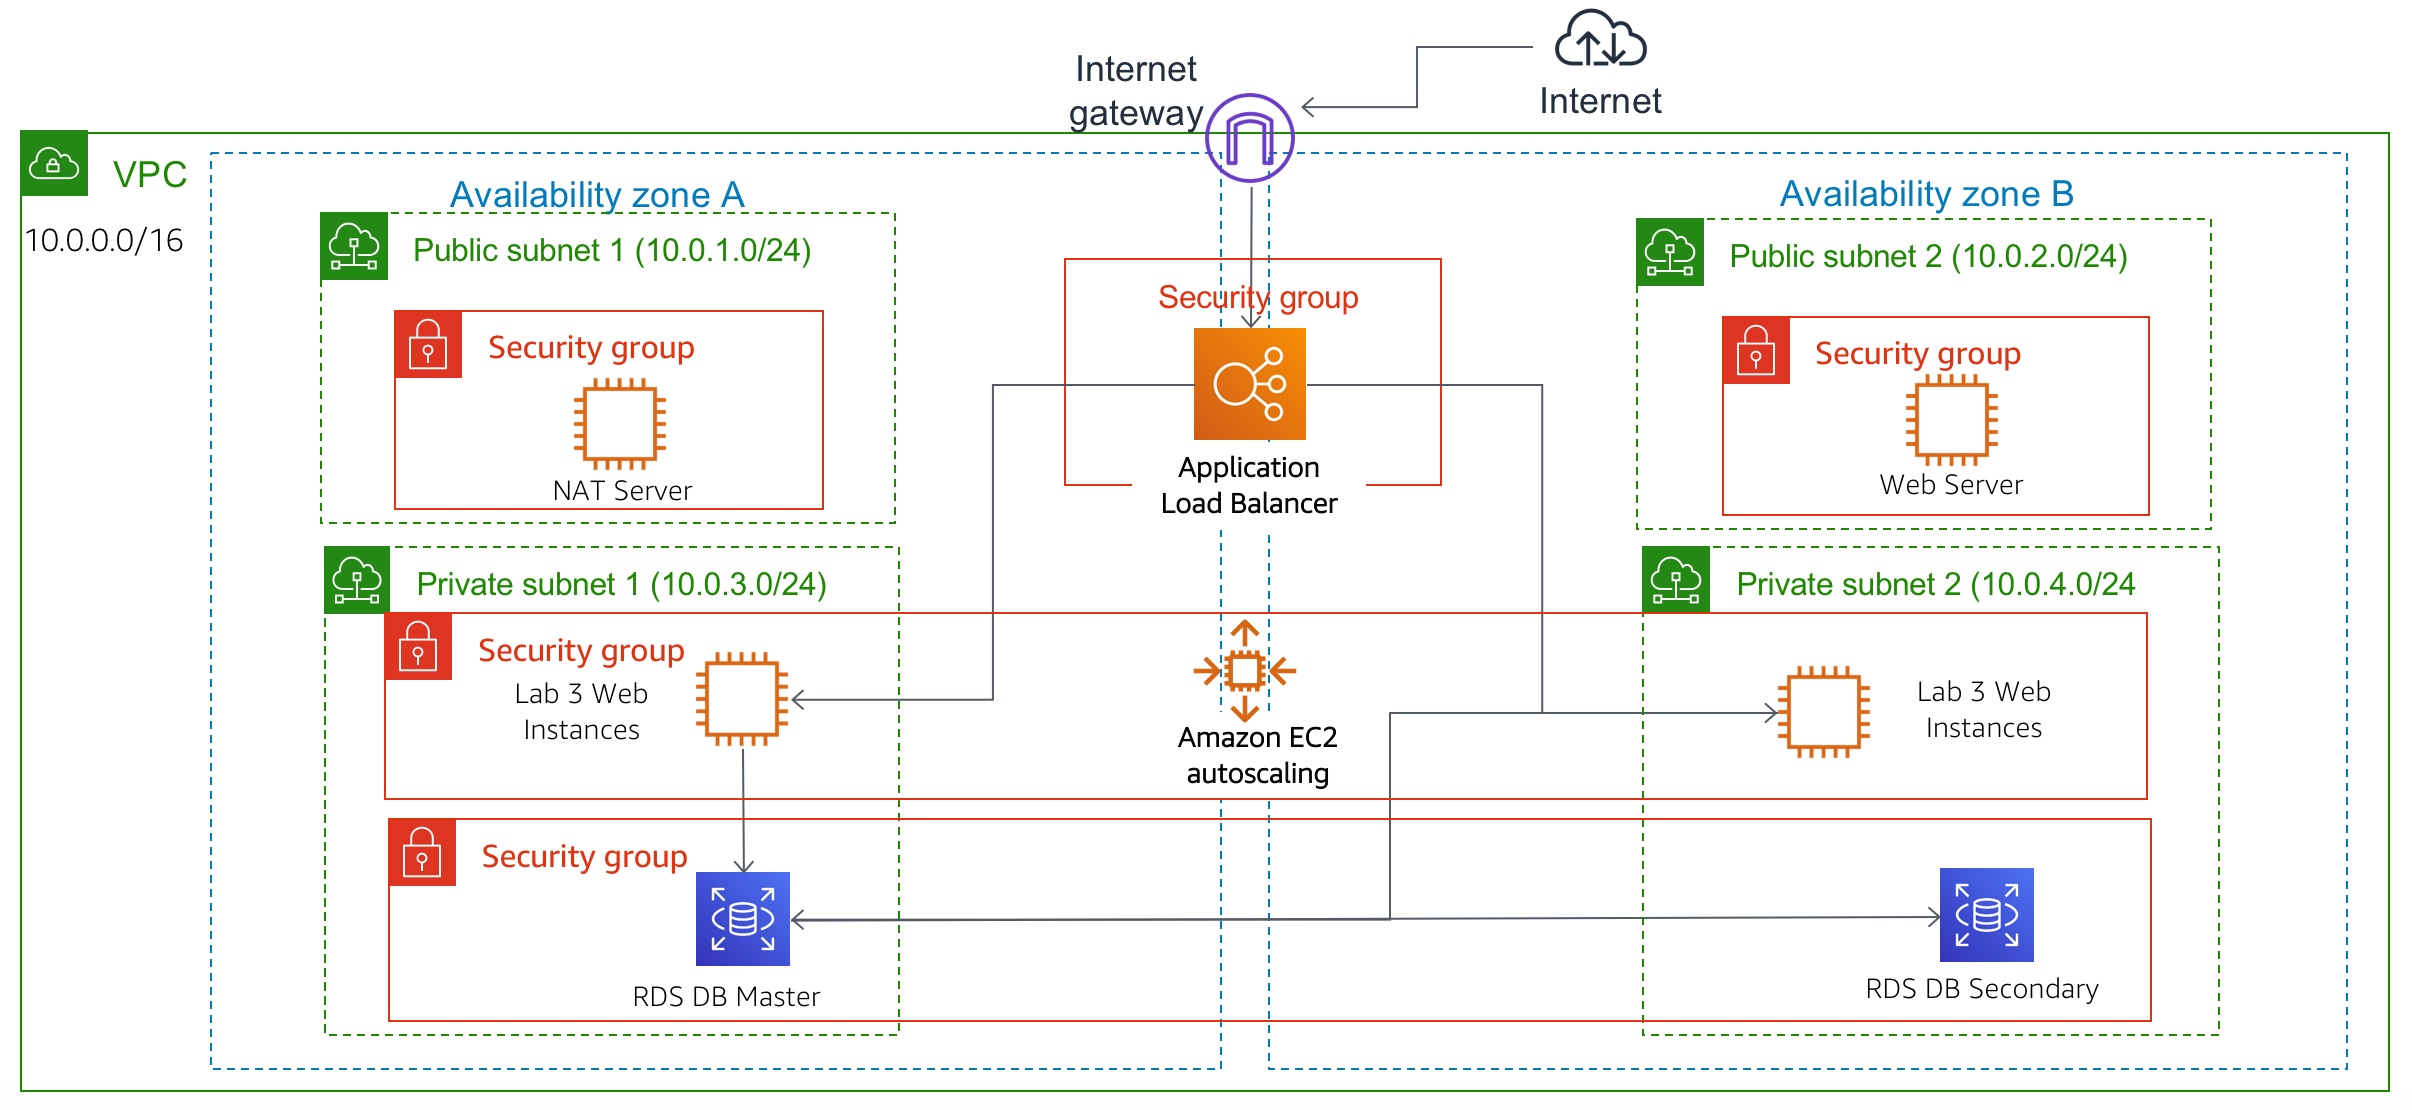 Internet
Internet
gateway
VPC
10.0.0.0/16
Availability zone A
Availability zone B
Public subnet 1 (10.0.1.0/24)
Public subnet 2 (10.0.2.0/24)
Security group
Security group
Security group
NAT Server
Application
Load Balancer
Web Server
Private subnet 1 (10.0.3.0/24)
Private subnet 2 (10.0.4.0/24
Security group
Lab 3 Web
Instances
Amazon EC2
autoscaling
Lab 3 Web
Instances
Security group
RDS DB Master
RDS DB Secondary